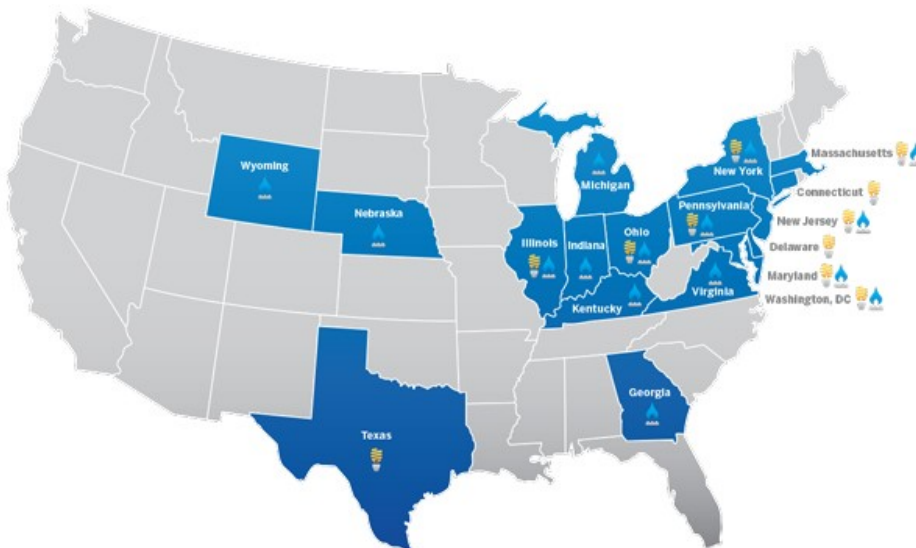 Wyoming
Nebraska
Michigan
New York
Massachusetts
Connecticut
Pennsylvania
New Jersey
Illinois
Indiana
Ohio
Delaware
Maryland
Virginia
Kentucky
Washington, DC
Georgia
Texas